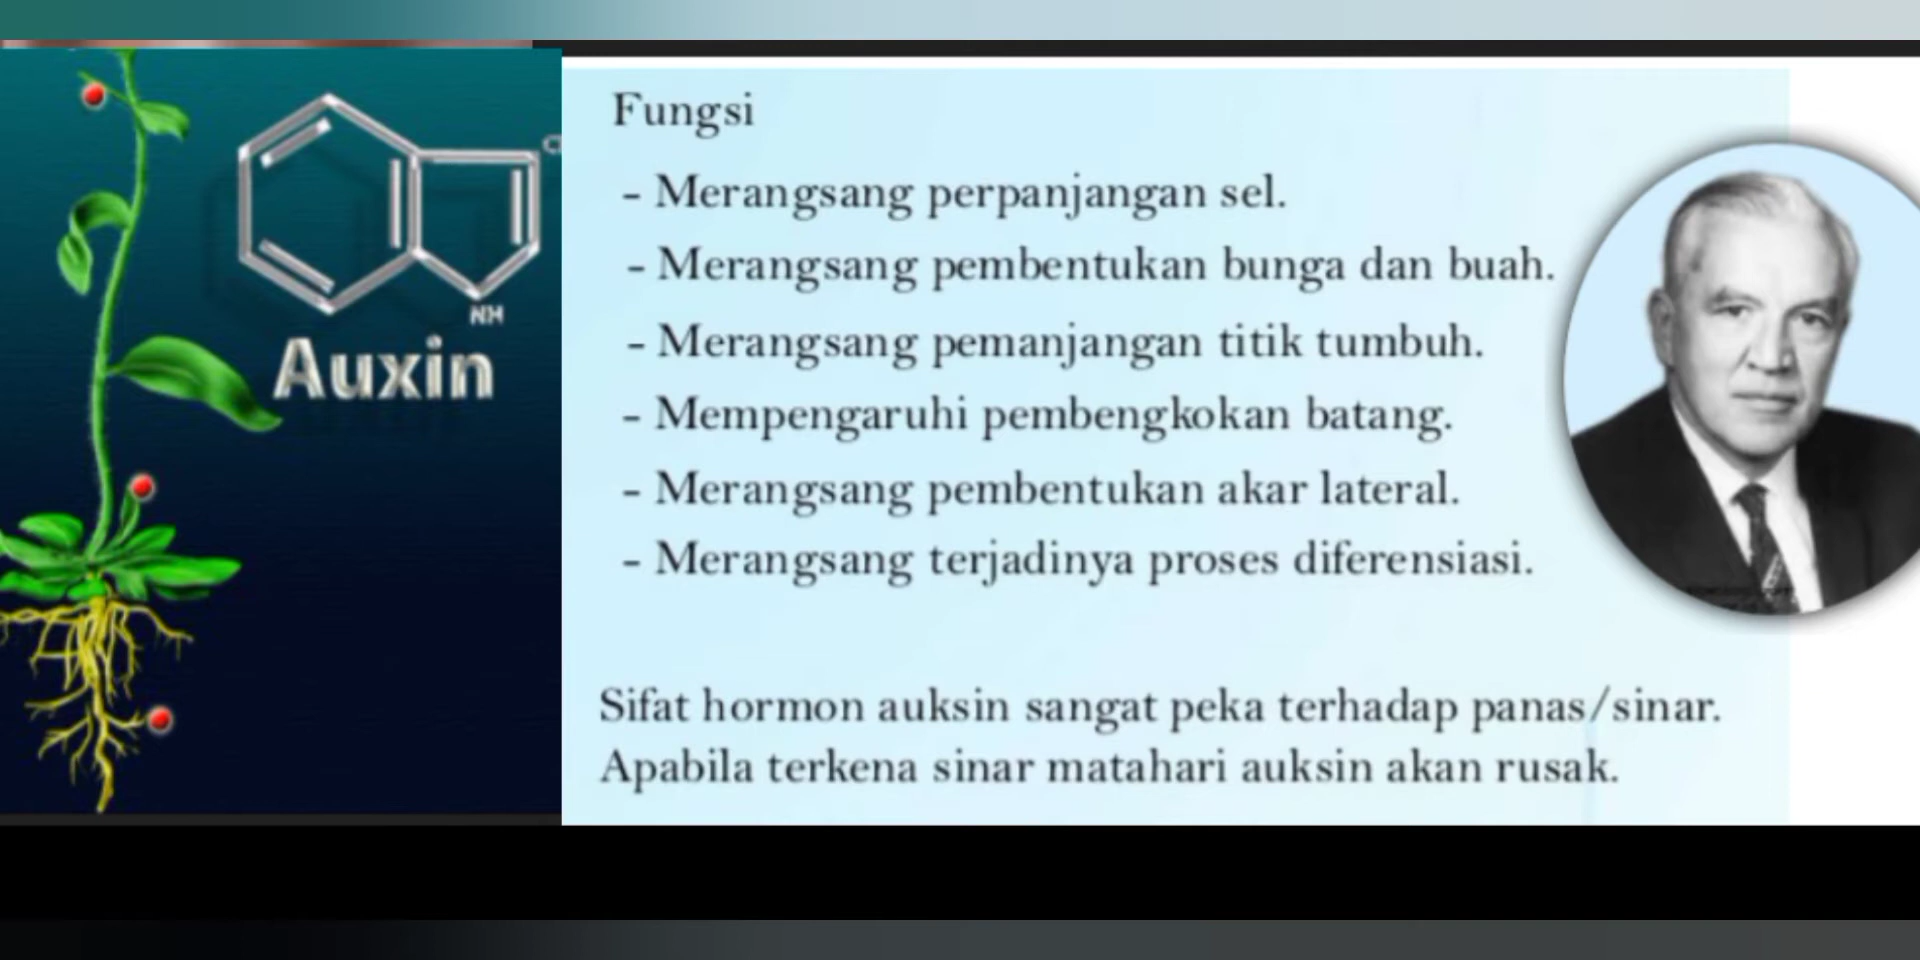 NH
Auxin
Fungsi
- Merangsang perpanjangan sel.
- Merangsang pembentukan bunga dan buah.
- Merangsang pemanjangan titik tumbuh.
- Mempengaruhi pembengkokan batang.
- Merangsang pembentukan akar lateral.
- Merangsang terjadinya proses diferensiasi.
Sifat hormon auksin sangat peka terhadap panas/sinar.
Apabila terkena sinar matahari auksin akan rusak.